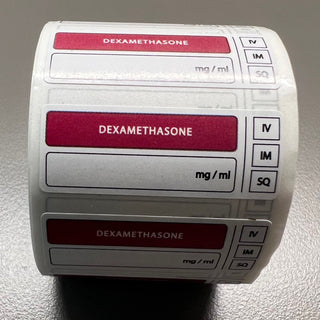 DEXAMETHASONE
IV
IM
mg / ml
SQ
DEXAMETHASONE
IV
IM
mg / ml
SQ
DEXAMETHASONE
IV
IM
mg / ml
SQ